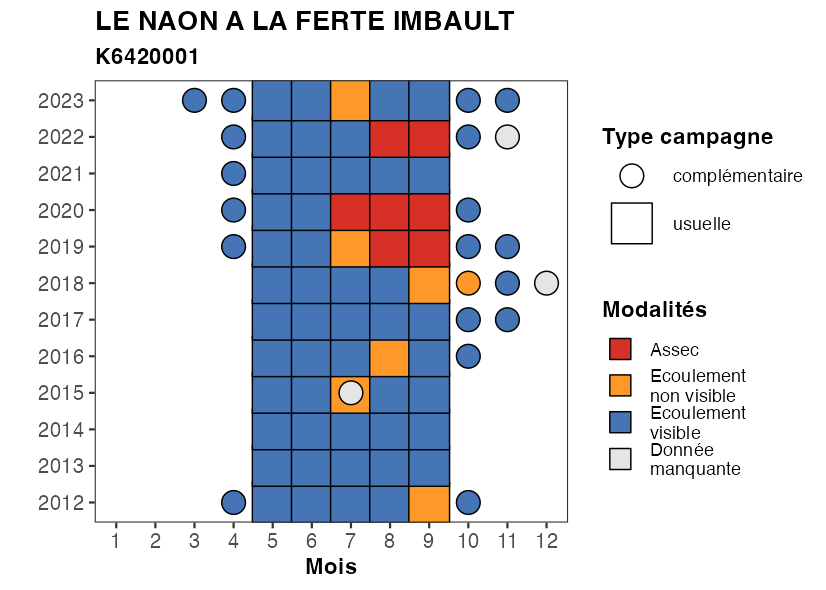 LE NAON A LA FERTE IMBAULT
K6420001
2023
2022
2021
2020
2019
2018
2017
2016
2015
2014
2013
2012
1 2 3 4 5 6 7 8 9 10 11 12
Mois
Type campagne
complémentaire
usuelle
Modalités
Assec
Ecoulement
non visible
Ecoulement
visible
Donnée
manquante